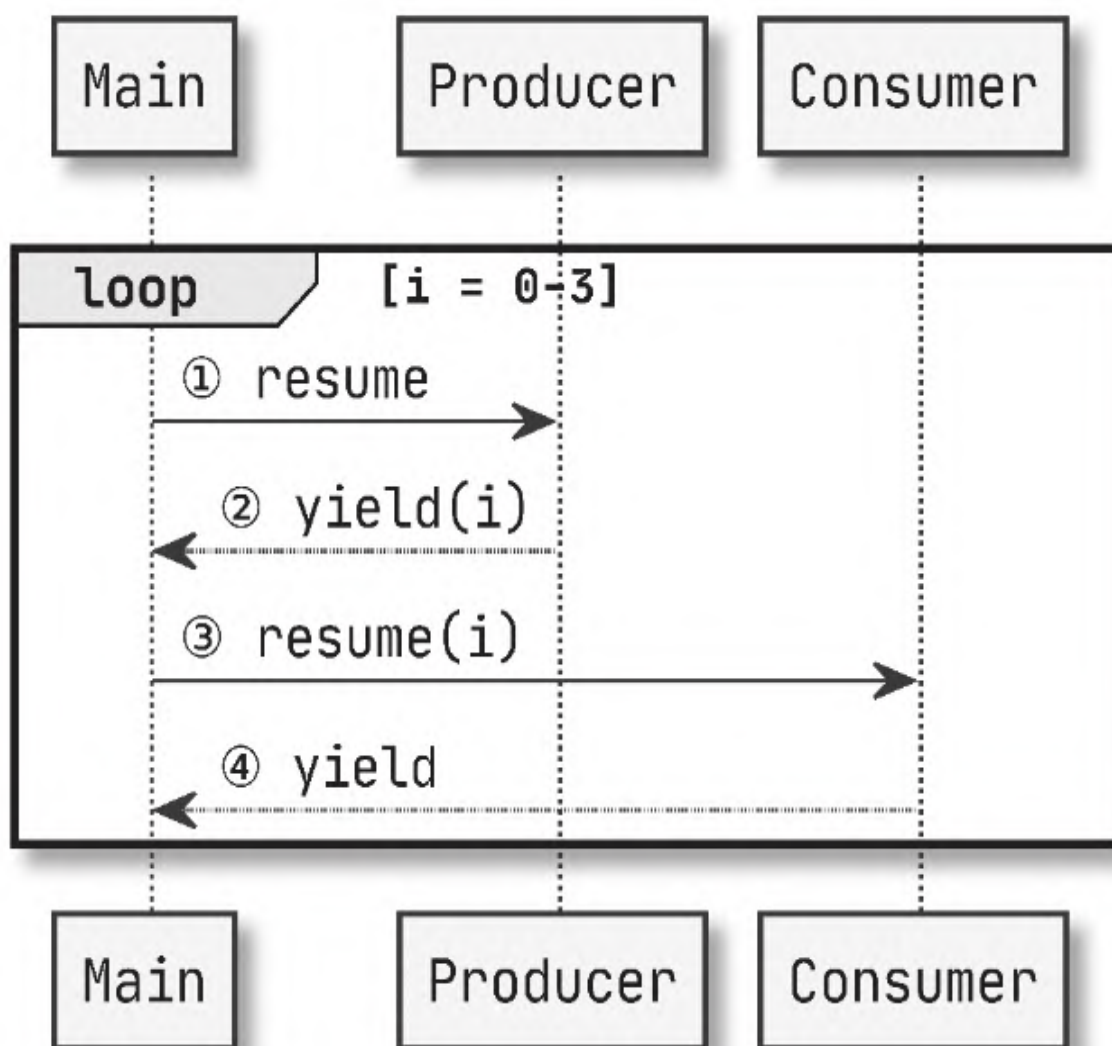 Main Producer Consumer
loop [i = 0-3]
① resume
② yield(i)
③ resume(i)
④ yield
Main Producer Consumer